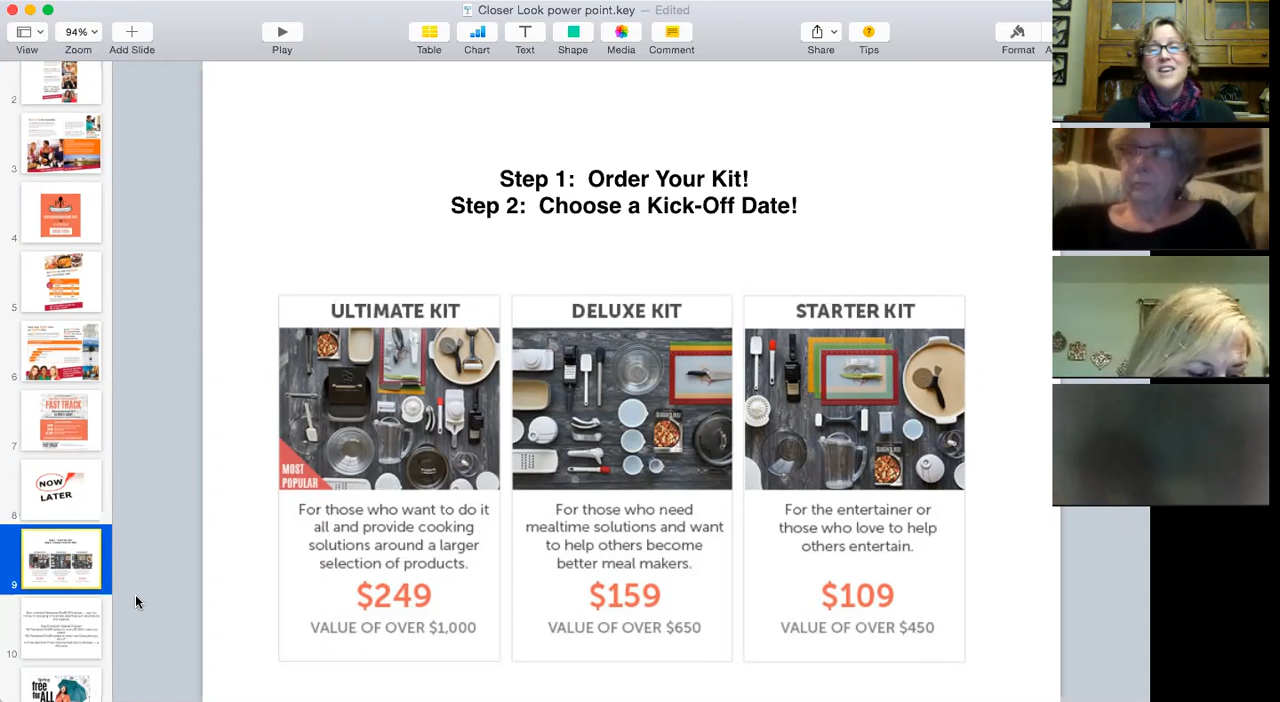 Closer Look power point.key — Edited
94%
View
Zoom
Add Slide
Play
Table
Chart
Text
Shape
Media
Comment
Share
Tips
Format
2
3
4
5
6
FAST TRACK
7
NOW
LATER
8
9
10
Spring
free
for ALL
Step 1: Order Your Kit!
Step 2: Choose a Kick-Off Date!
ULTIMATE KIT
MOST
POPULAR
For those who want to do it
all and provide cooking
solutions around a larger
selection of products.
$249
VALUE OF OVER $1,000
DELUXE KIT
For those who need
mealtime solutions and want
to help others become
better meal makers.
$159
VALUE OF OVER $650
STARTER KIT
For the entertainer or
those who love to help
others entertain.
$109
VALUE OF OVER $450